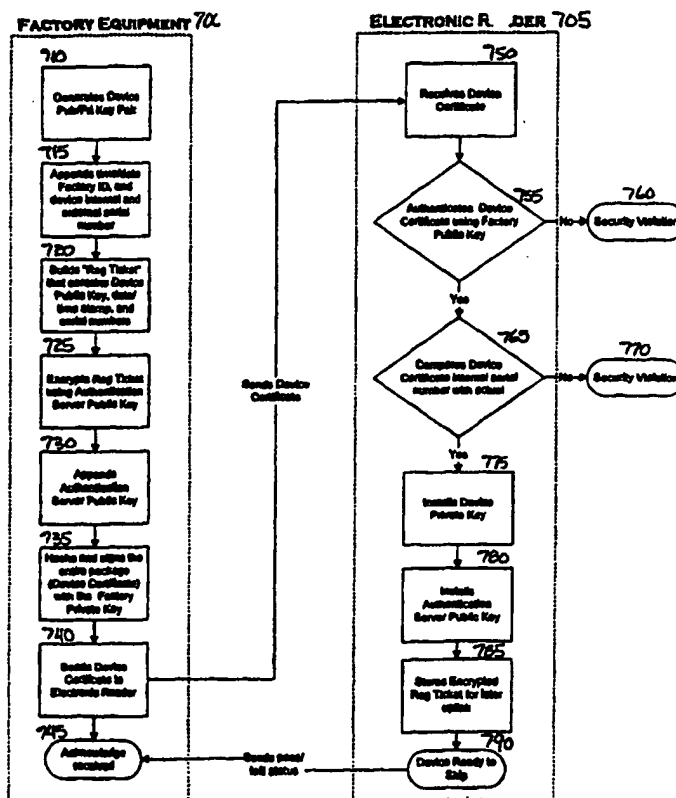 FACTORY EQUIPMENT 70
710
Generates Device
Pub/Pri Key Pair
715
Appends
Factory ID, and
device internal and
external serial
number
720
Builds "Reg Ticket"
that contains Device
Public Key, date/
time stamp, and
serial numbers
725
Encrypts Reg Ticket
using Authentication
Server Public Key
730
Appends
Authentication
Server Public Key
735
Hashes and signs the
entire package
(Device Certificate)
with the Factory
Private Key
740
Sends Device
Certificate to
Electronic Reader
745
Acknowledge
received
Sends Device
Certificate
Sends pass/
fail status
ELECTRONIC R DER 705
750
Receives Device
Certificate
755
Authenticates Device
Certificate using Factory
Public Key
No
760
Security Violation
Yes
765
Compares Device
Certificate internal serial
number with actual
No
770
Security Violation
Yes
775
Installs Device
Private Key
780
Installs
Authentication
Server Public Key
785
Stores Encrypted
Reg Ticket for later
790
Device Ready to
Ship